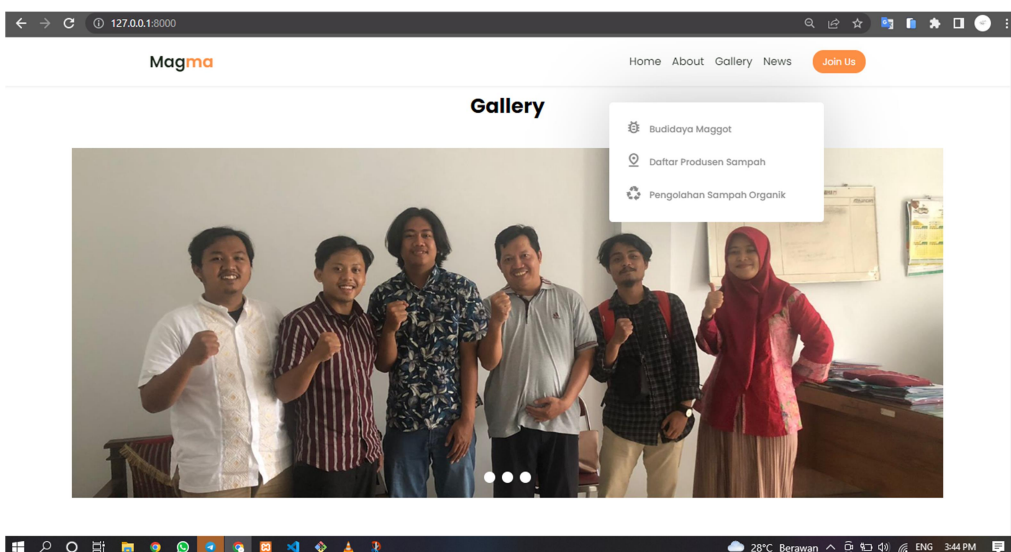 127.0.0.1:8000
Magma
Home About Gallery News Join Us
Gallery
Budidaya Maggot
Daftar Produsen Sampah
Pengolahan Sampah Organik
28°C Berawan ENG 3:44 PM